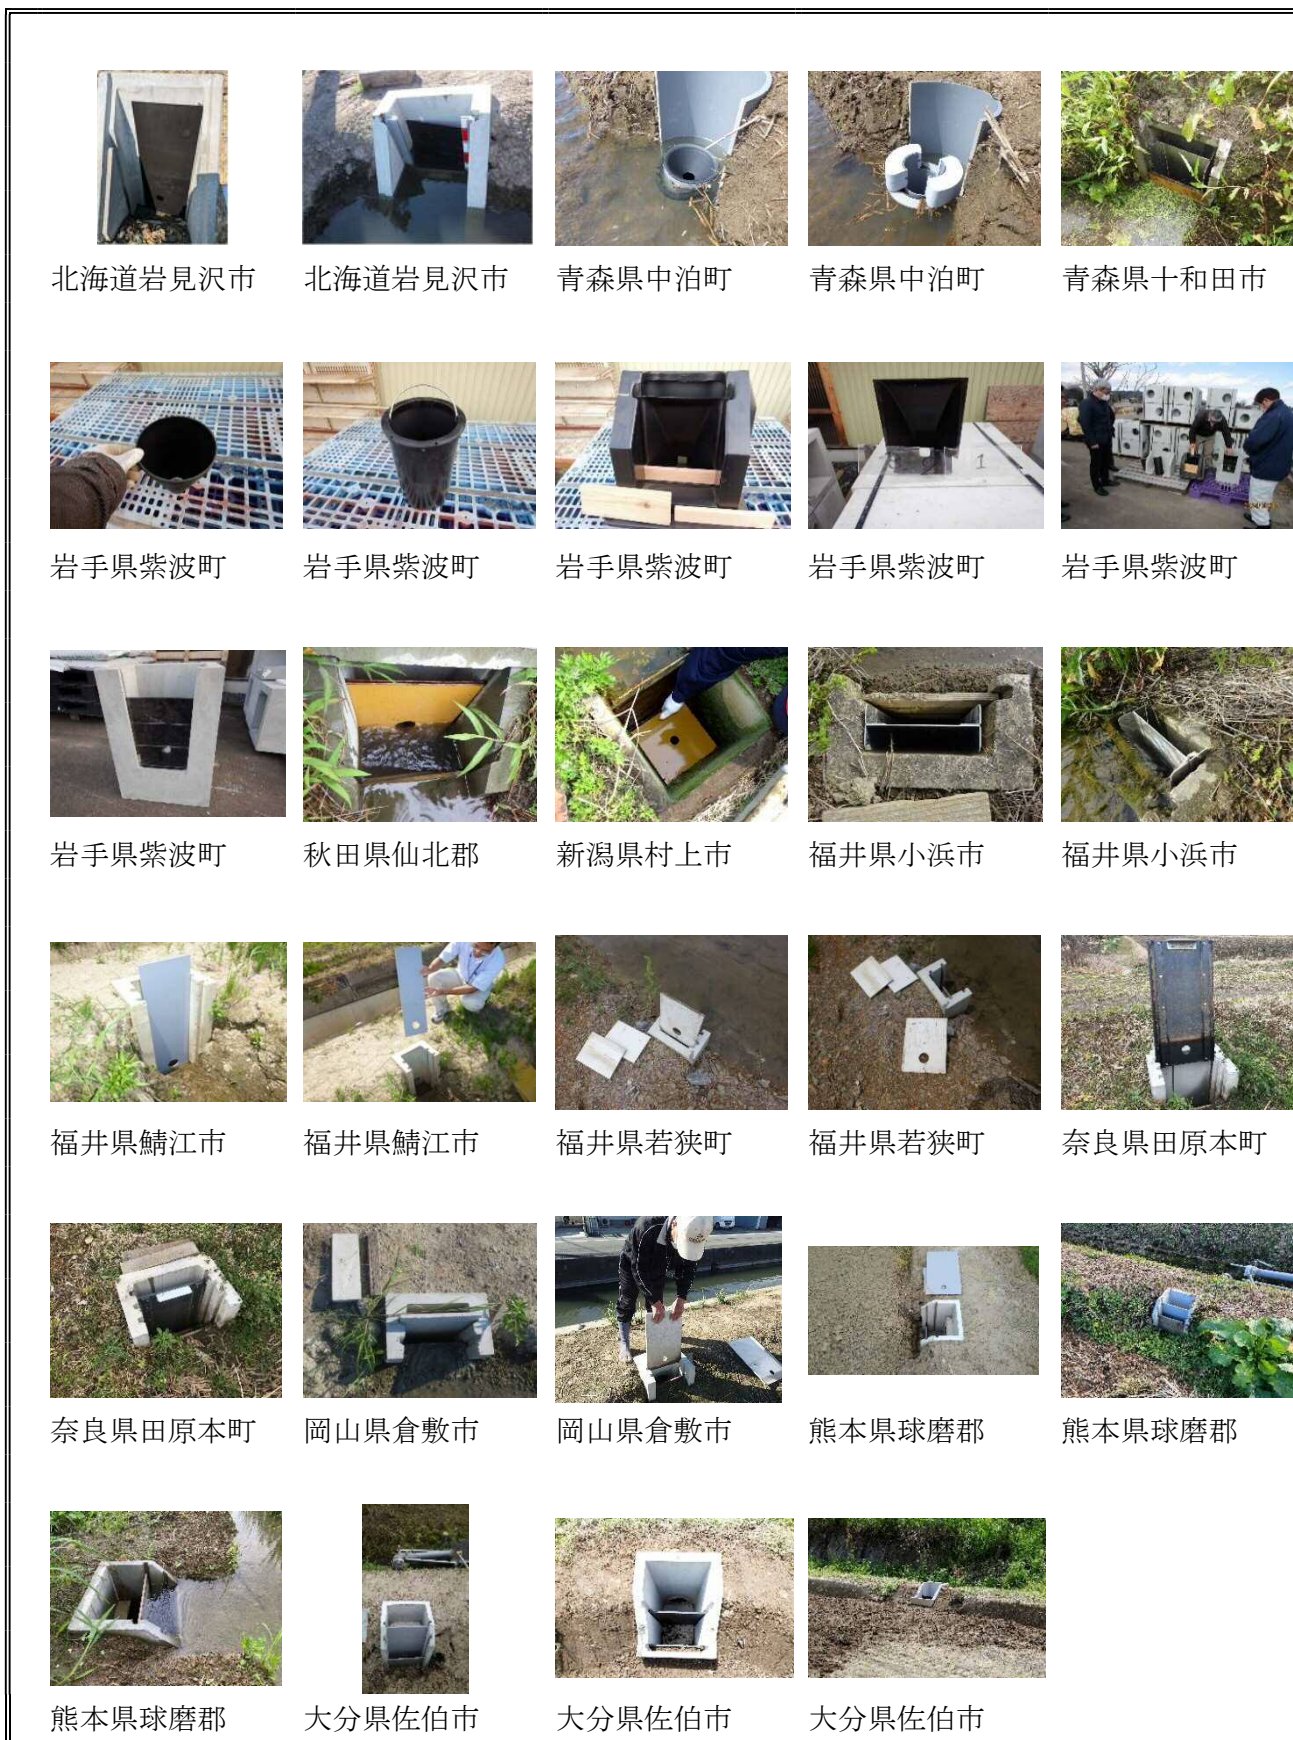 北海道岩見沢市 北海道岩見沢市 青森県中泊町 青森県中泊町 青森県十和田市
岩手県紫波町 岩手県紫波町 岩手県紫波町 岩手県紫波町 岩手県紫波町
岩手県紫波町 秋田県仙北郡 新潟県村上市 福井県小浜市 福井県小浜市
福井県鯖江市 福井県鯖江市 福井県若狭町 福井県若狭町 奈良県田原本町
奈良県田原本町 岡山県倉敷市 岡山県倉敷市 熊本県球磨郡 熊本県球磨郡
熊本県球磨郡 大分県佐伯市 大分県佐伯市 大分県佐伯市